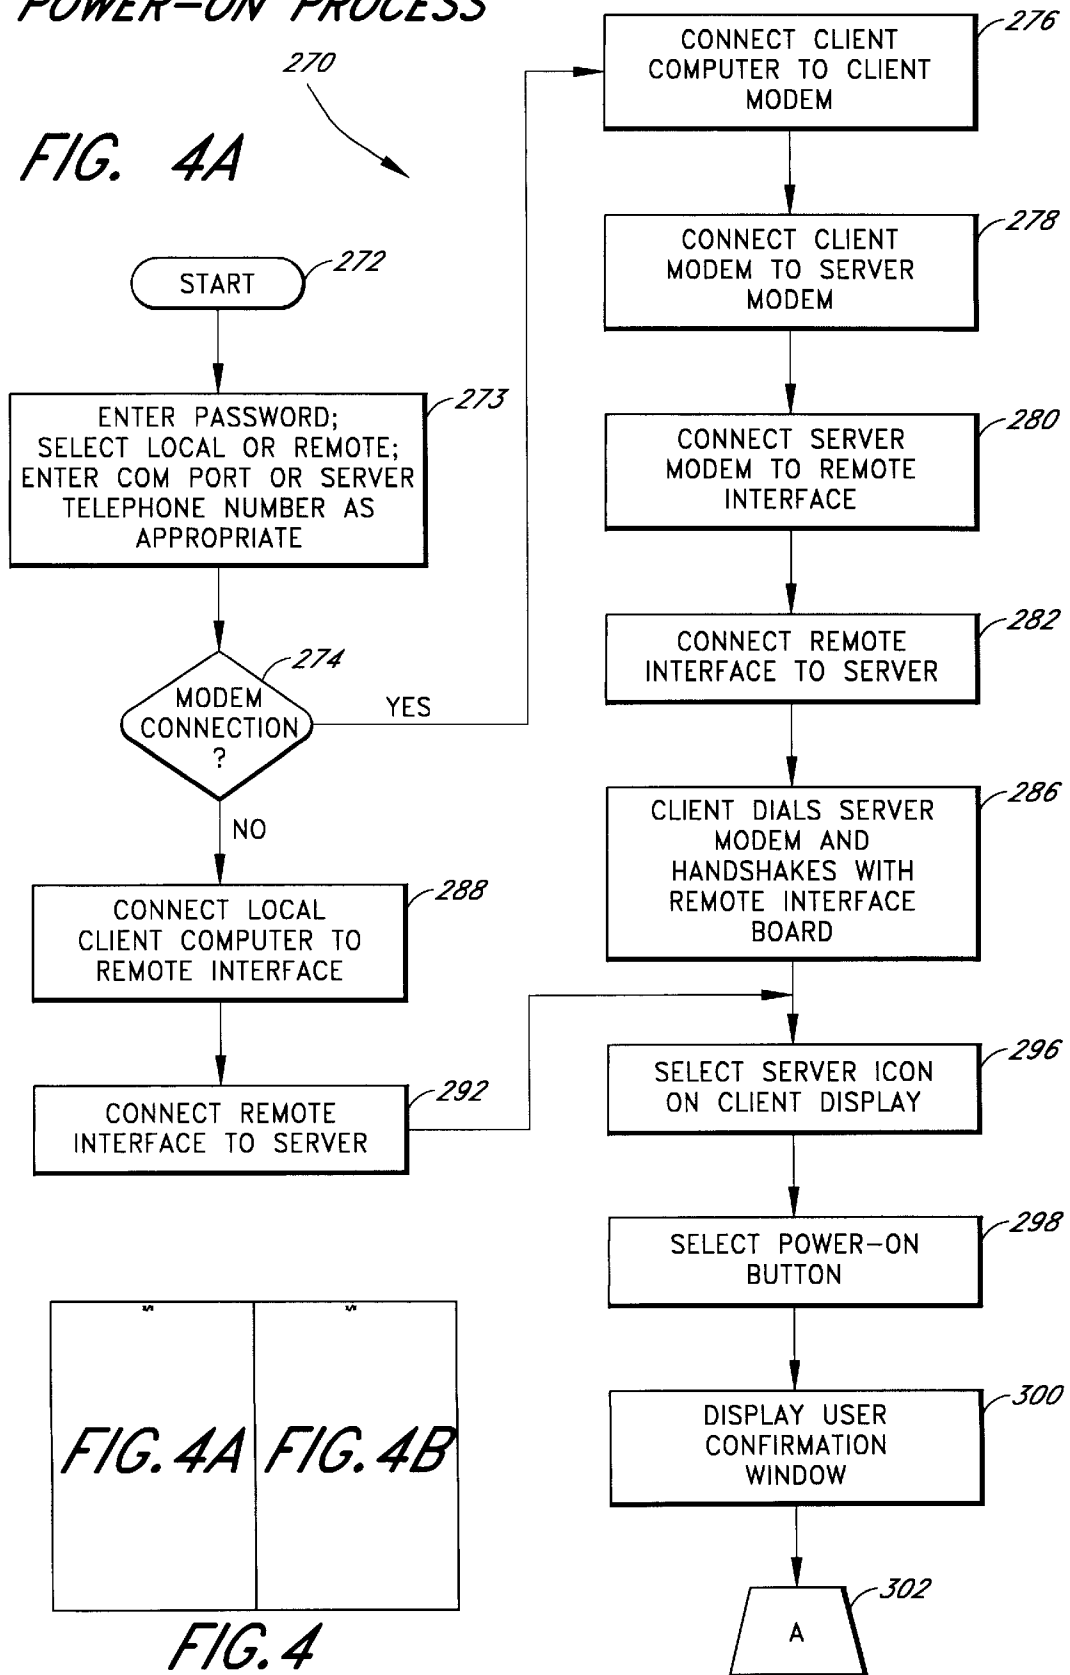 POWER-ON PROCESS
270
FIG. 4A
START
272
ENTER PASSWORD;
SELECT LOCAL OR REMOTE;
ENTER COM PORT OR SERVER
TELEPHONE NUMBER AS
APPROPRIATE
273
MODEM
CONNECTION
?
274
YES
NO
CONNECT LOCAL
CLIENT COMPUTER TO
REMOTE INTERFACE
288
CONNECT REMOTE
INTERFACE TO SERVER
292
CONNECT CLIENT
COMPUTER TO CLIENT
MODEM
276
CONNECT CLIENT
MODEM TO SERVER
MODEM
278
CONNECT SERVER
MODEM TO REMOTE
INTERFACE
280
CONNECT REMOTE
INTERFACE TO SERVER
282
CLIENT DIALS SERVER
MODEM AND
HANDSHAKES WITH
REMOTE INTERFACE
BOARD
286
SELECT SERVER ICON
ON CLIENT DISPLAY
296
SELECT POWER-ON
BUTTON
298
DISPLAY USER
CONFIRMATION
WINDOW
300
A
302
FIG. 4A
FIG. 4B
FIG. 4